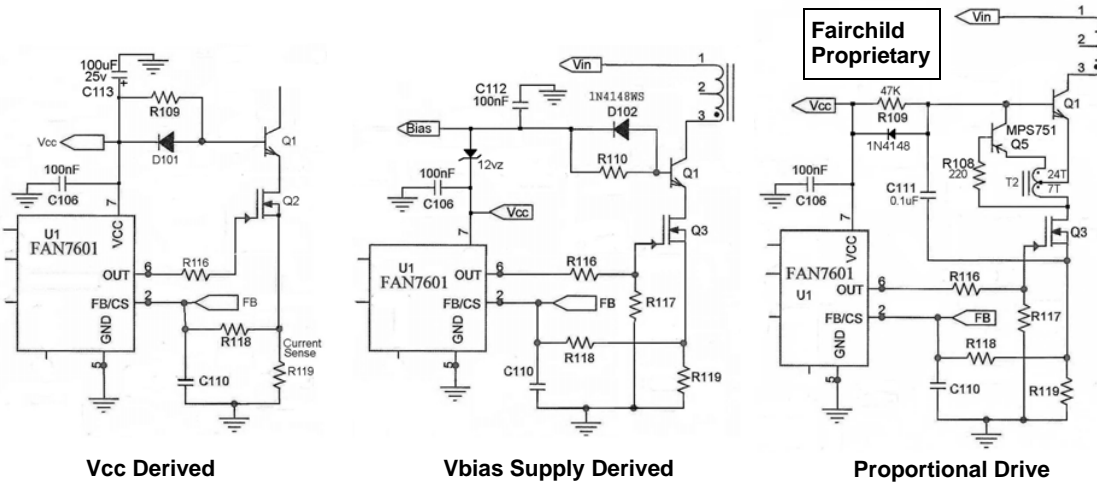 100uF
25v
+
C113
R109
Vcc
D101
Q1
100nF
C106
7
VCC
Q2
U1
FAN7601
OUT
6
R116
FB/CS
2
FB
GND
R118
Current
Sense
R119
5
C110
Vcc Derived
Vin
1
2
3
C112
100nF
1N4148WS
D102
Bias
R110
12vz
Q1
100nF
C106
Vcc
7
VCC
Q3
U1
FAN7601
OUT
6
R116
FB/CS
2
FB
R117
GND
R118
5
C110
R119
Vbias Supply Derived
Fairchild
Proprietary
Vin
1
2
3
47K
Vcc
R109
Q1
1N4148
MPS751
Q5
R108
220
100nF
C106
C111
0.1uF
T2
24T
7T
7
VCC
Q3
FAN7601
U1
OUT
6
R116
FB/CS
2
FB
R117
GND
R118
5
C110
R119
Proportional Drive